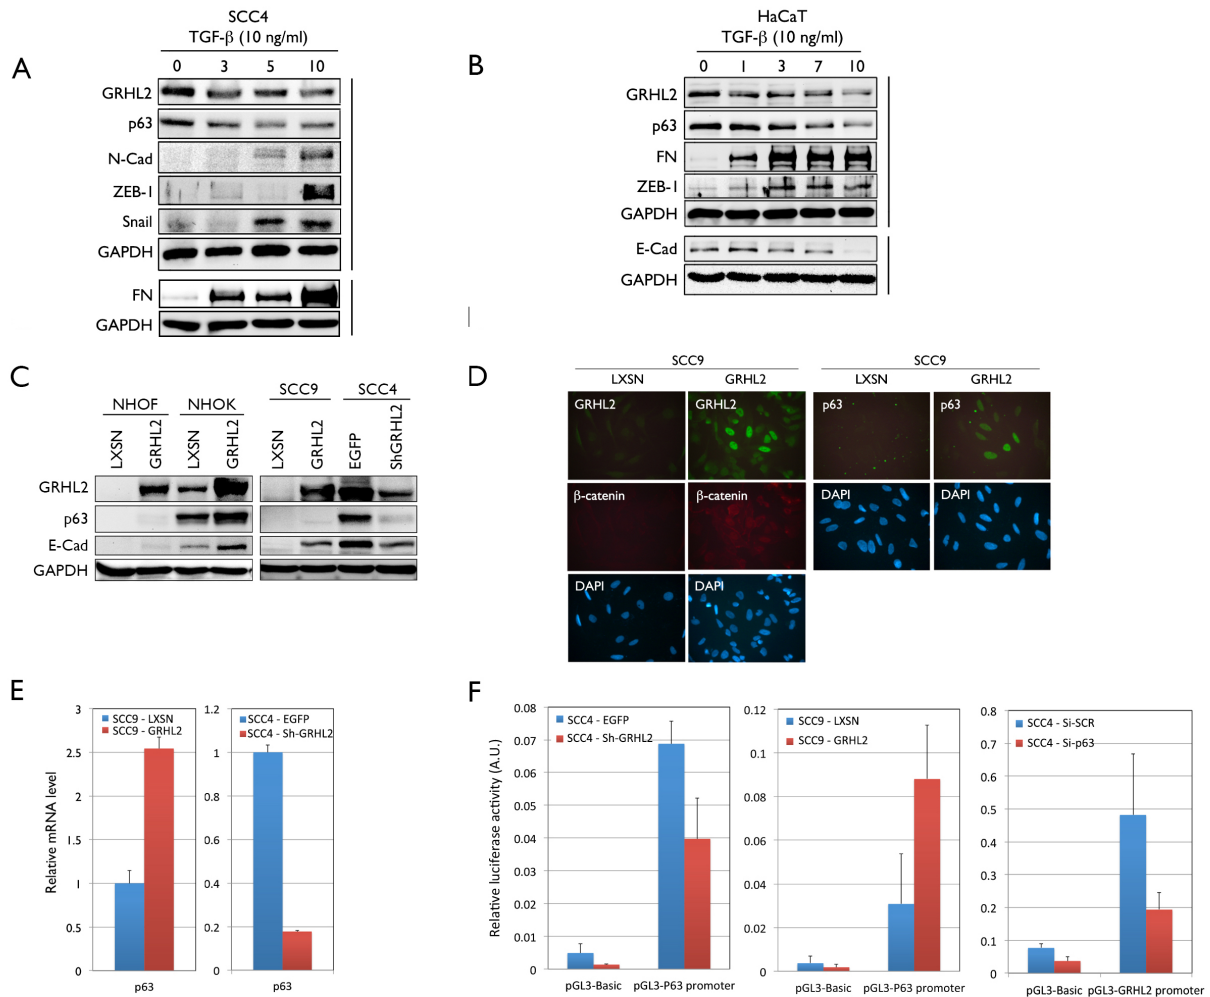 SCC4
TGF-β (10 ng/ml)
A
0 3 5 10
GRHL2
p63
N-Cad
ZEB-1
Snail
GAPDH
FN
GAPDH
HaCaT
TGF-β (10 ng/ml)
B
0 1 3 7 10
GRHL2
p63
FN
ZEB-1
GAPDH
E-Cad
GAPDH
C
NHOF NHOK SCC9 SCC4
LXSN GRHL2 LXSN GRHL2 LXSN GRHL2 EGFP ShGRHL2
GRHL2
p63
E-Cad
GAPDH
D
SCC9 SCC9
LXSN GRHL2 LXSN GRHL2
GRHL2 GRHL2 p63 p63
β-catenin β-catenin DAPI DAPI
DAPI DAPI
E
Relative mRNA level
3
2.5
2
1.5
1
0.5
0
SCC9 - LXSN
SCC9 - GRHL2
p63
1.2
1
0.8
0.6
0.4
0.2
0
SCC4 - EGFP
SCC4 - Sh-GRHL2
p63
F
Relative luciferase activity (A.U.)
0.08
0.07
0.06
0.05
0.04
0.03
0.02
0.01
0
SCC4 - EGFP
SCC4 - Sh-GRHL2
pGL3-Basic pGL3-P63 promoter
0.12
0.1
0.08
0.06
0.04
0.02
0
SCC9 - LXSN
SCC9 - GRHL2
pGL3-Basic pGL3-P63 promoter
0.8
0.7
0.6
0.5
0.4
0.3
0.2
0.1
0
SCC4 - Si-SCR
SCC4 - Si-p63
pGL3-Basic pGL3-GRHL2 promoter